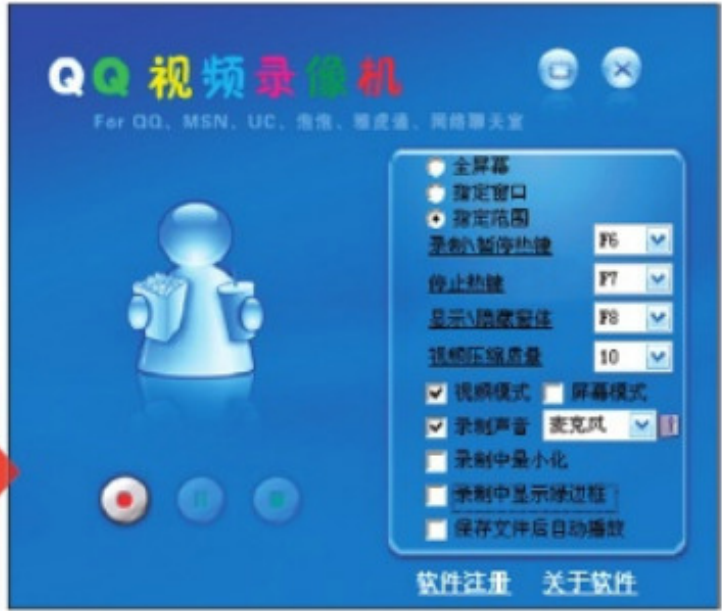 QQ 视频录像机
For QQ、MSN、UC、泡泡、雅虎通、网络聊天室
全屏幕
指定窗口
指定范围
录制\暂停热键 F6
停止热键 F7
显示\隐藏窗体 F8
视频压缩质量 10
视频模式 屏幕模式
录制声音 麦克风
录制中最小化
录制中显示绿边框
保存文件后自动播放
软件注册 关于软件